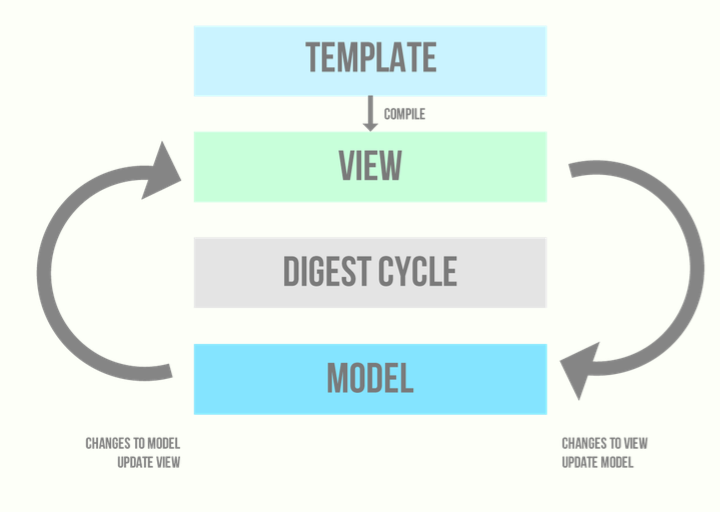 TEMPLATE
COMPILE
VIEW
DIGEST CYCLE
MODEL
CHANGES TO MODEL
UPDATE VIEW
CHANGES TO VIEW
UPDATE MODEL